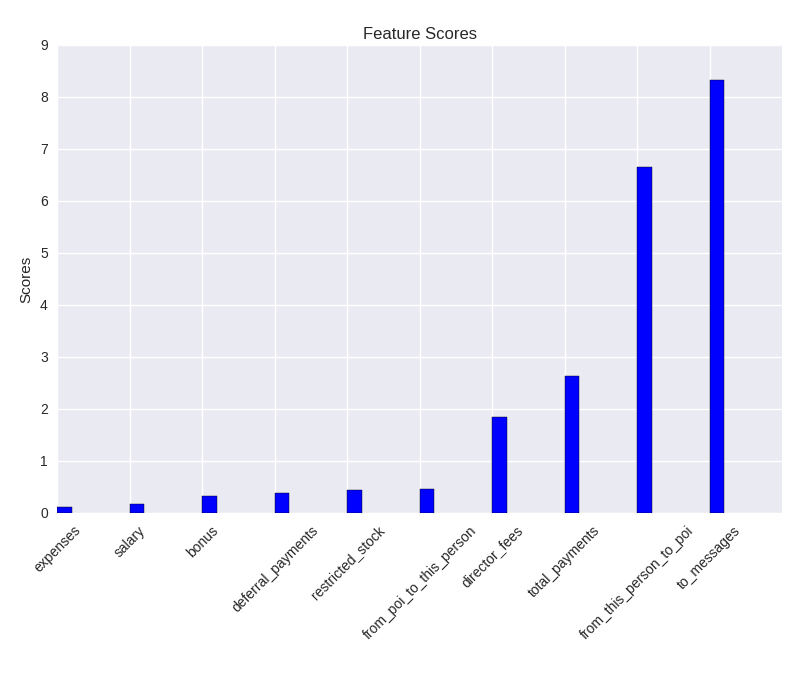 Feature Scores
9
8
7
6
5
4
3
2
1
0
Scores
expenses
salary
bonus
deferral_payments
restricted_stock
from_poi_to_this_person
director_fees
total_payments
from_this_person_to_poi
to_messages